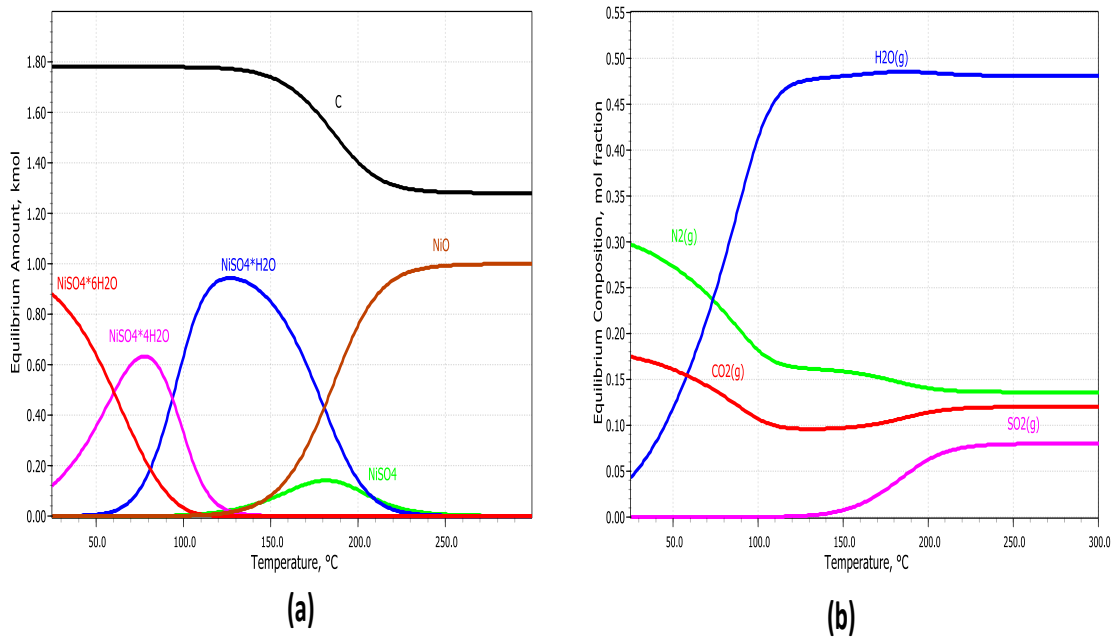 Equilibrium Amount, kmol
1.80
1.60
1.40
1.20
1.00
0.80
0.60
0.40
0.20
0.00
C
NiO
NiSO4*6H2O
NiSO4*H2O
NiSO4*4H2O
NiSO4
50.0 100.0 150.0 200.0 250.0
Temperature, °C
(a)
Equilibrium Composition, mol fraction
0.55
0.50
0.45
0.40
0.35
0.30
0.25
0.20
0.15
0.10
0.05
0.00
H2O(g)
N2(g)
CO2(g)
SO2(g)
50.0 100.0 150.0 200.0 250.0 300.0
Temperature, °C
(b)